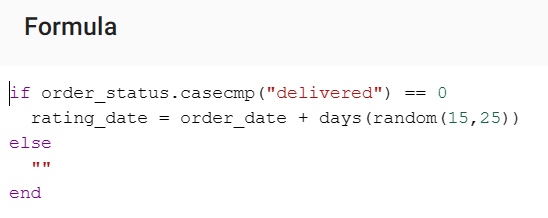 Formula
if order_status.casecmp("delivered") == 0
  rating_date = order_date + days(random(15,25))
else
  ""
end